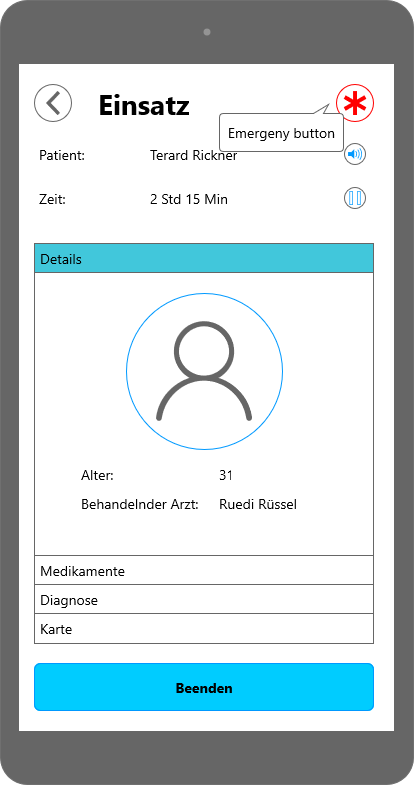 Einsatz
Emergeny button
Patient: Terard Rickner
Zeit: 2 Std 15 Min
Details
Alter: 31
Behandelnder Arzt: Ruedi Rüssel
Medikamente
Diagnose
Karte
Beenden